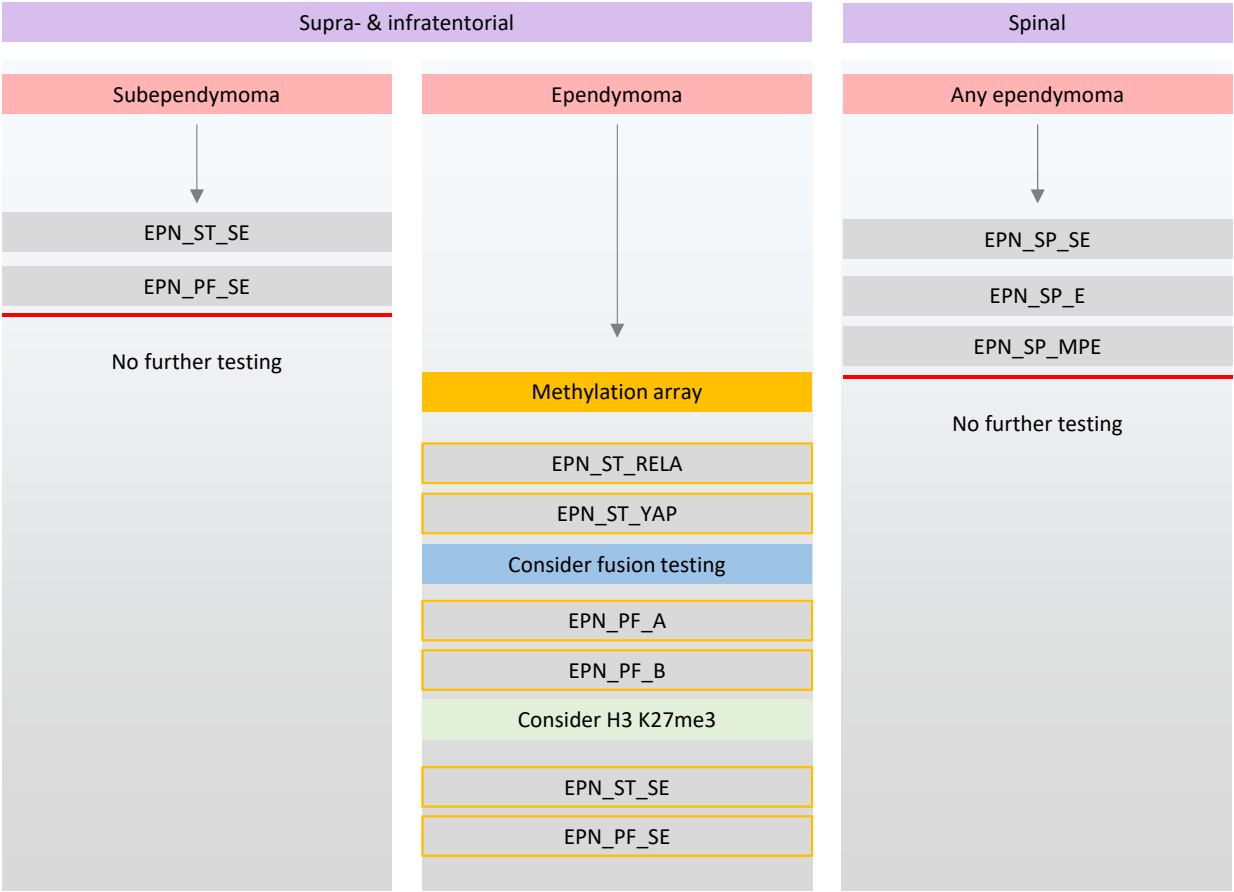 Supra- & infratentorial
Spinal
Subependymoma
Ependymoma
Any ependymoma
EPN_ST_SE
EPN_PF_SE
No further testing
Methylation array
EPN_ST_RELA
EPN_ST_YAP
Consider fusion testing
EPN_PF_A
EPN_PF_B
Consider H3 K27me3
EPN_ST_SE
EPN_PF_SE
EPN_SP_SE
EPN_SP_E
EPN_SP_MPE
No further testing